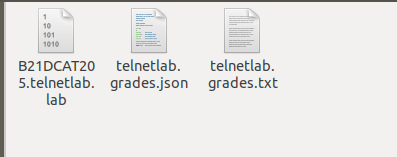 1
10
101
1010
B21DCAT20
5.telnetlab.
lab
telnetlab.
grades.json
telnetlab.
grades.txt